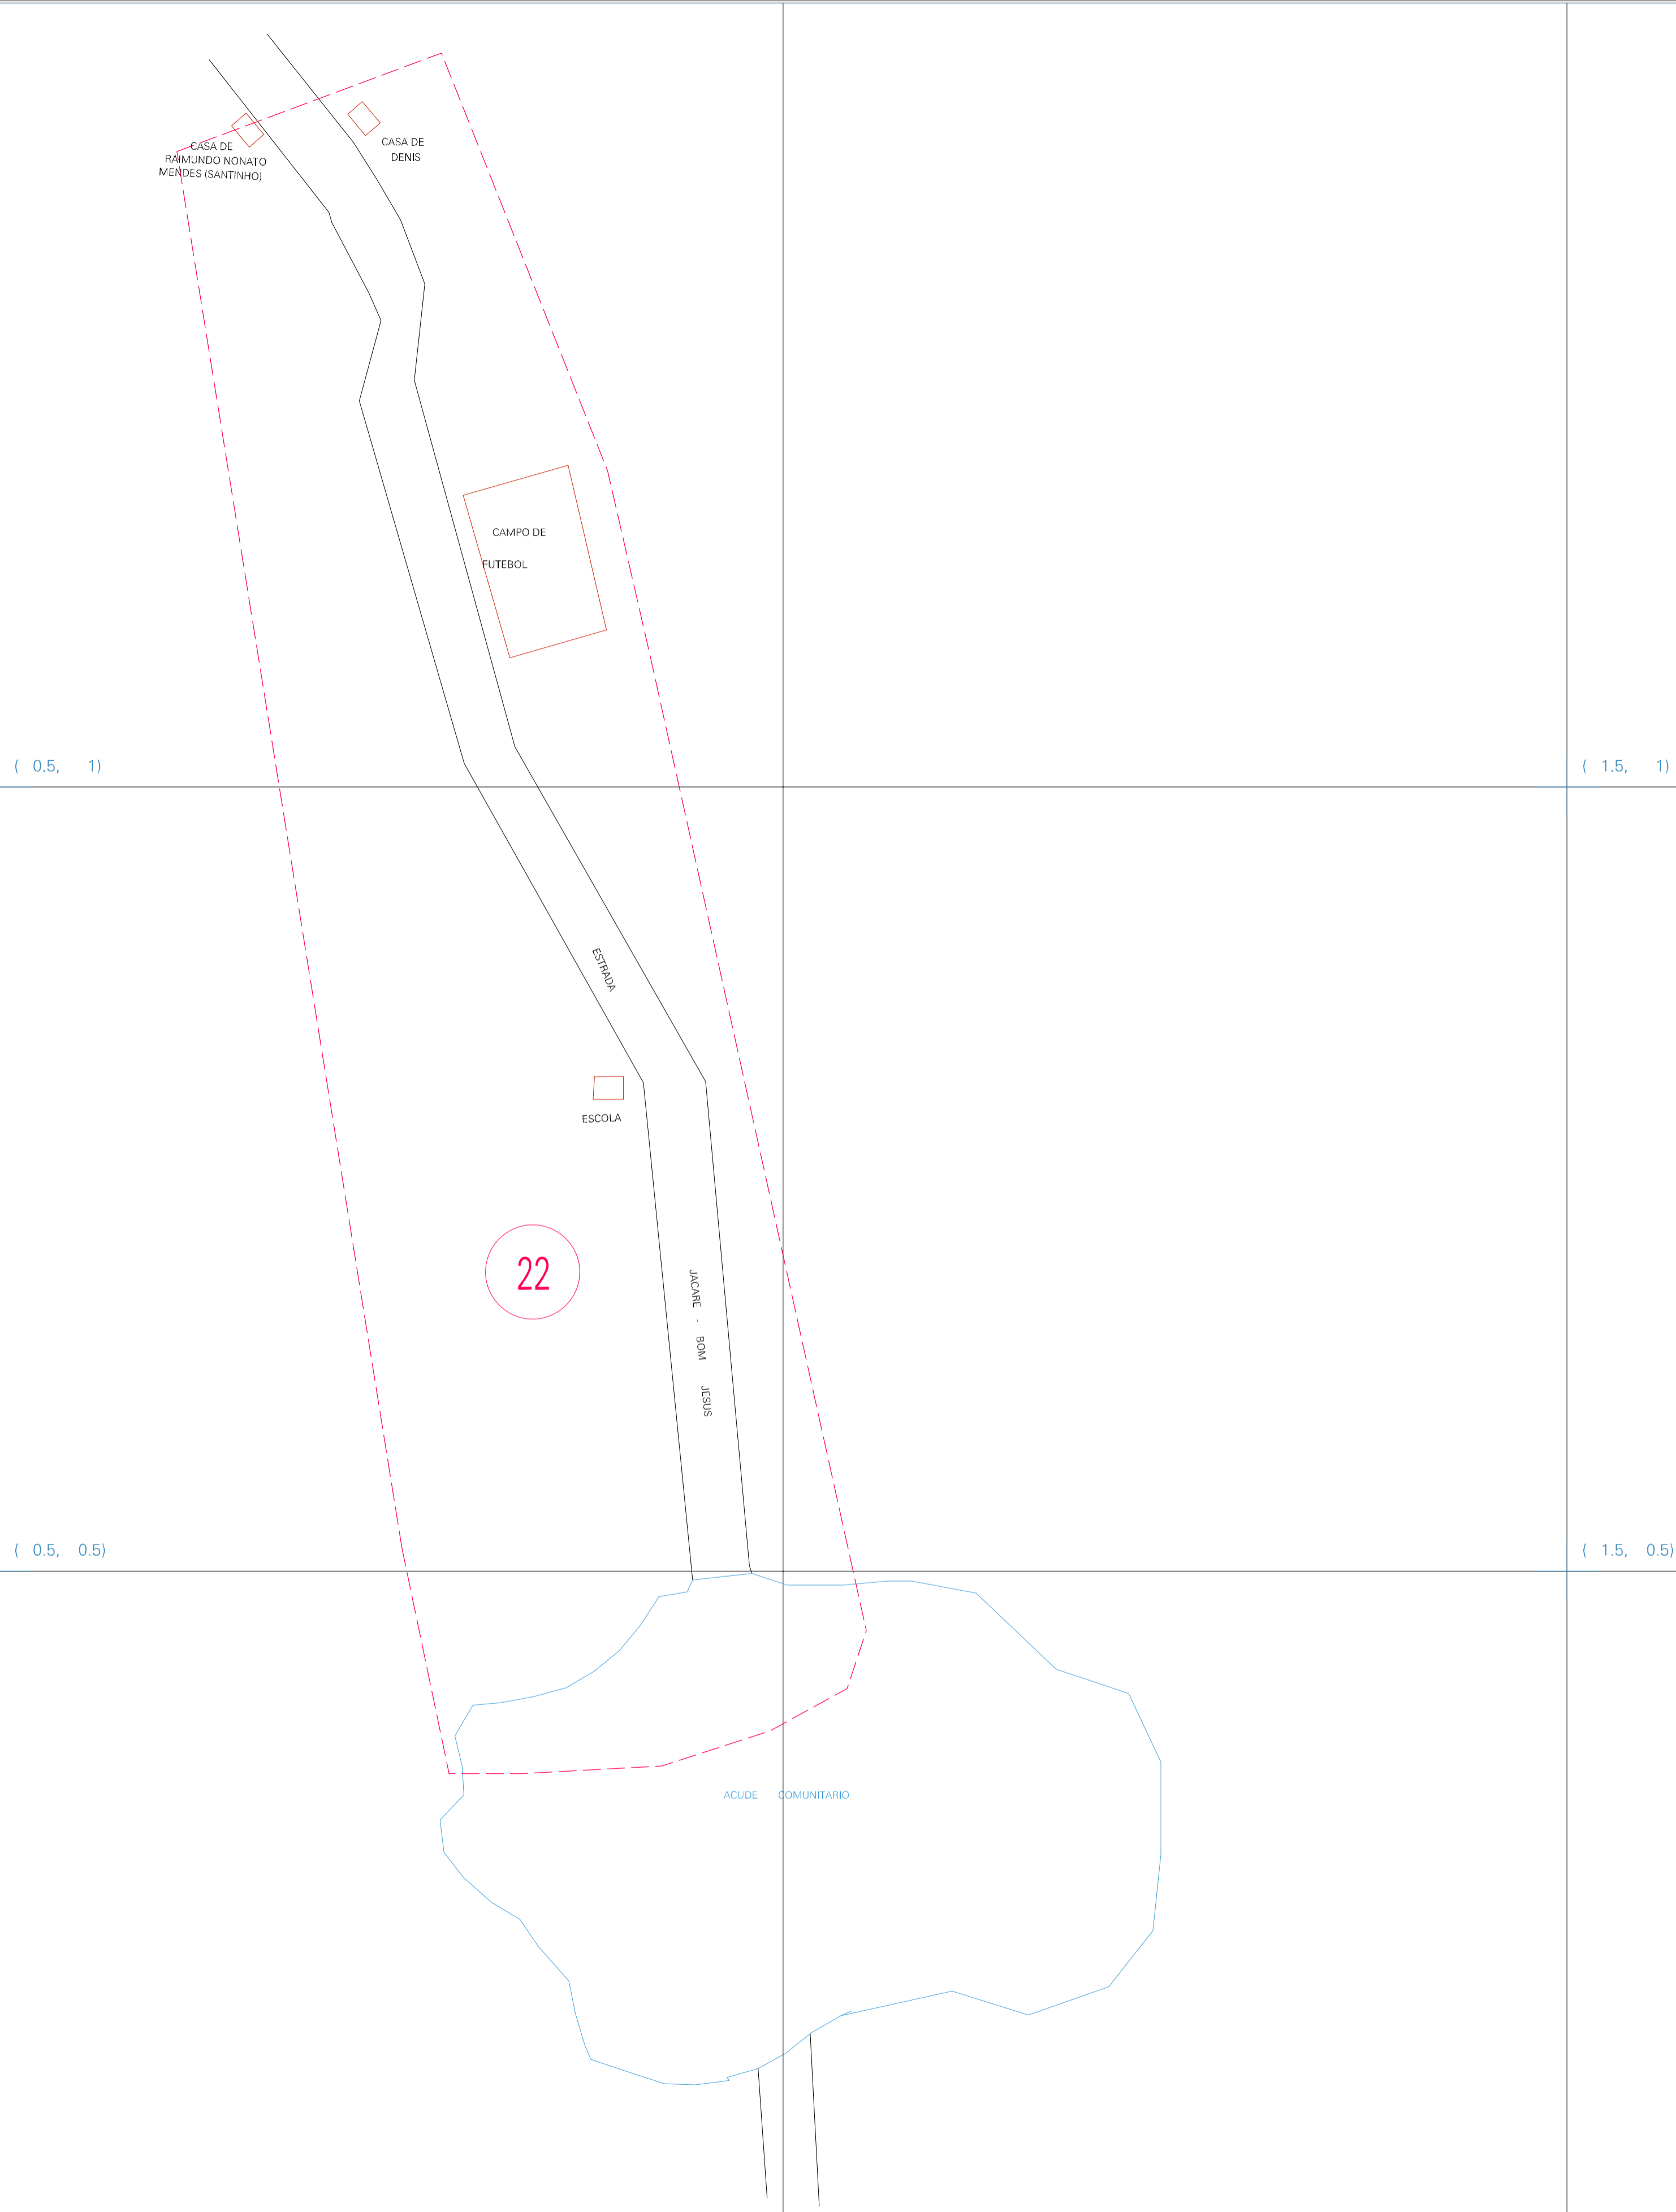 CASA DE
RAIMUNDO NONATO
MENDES (SANTINHO)
CASA DE
DENIS
CAMPO DE
FUTEBOL
( 0.5, 1)
( 1.5, 1)
ESTRADA
ESCOLA
22
JACARE - BOM JESUS
( 0.5, 0.5)
( 1.5, 0.5)
ACUDE COMUNITARIO